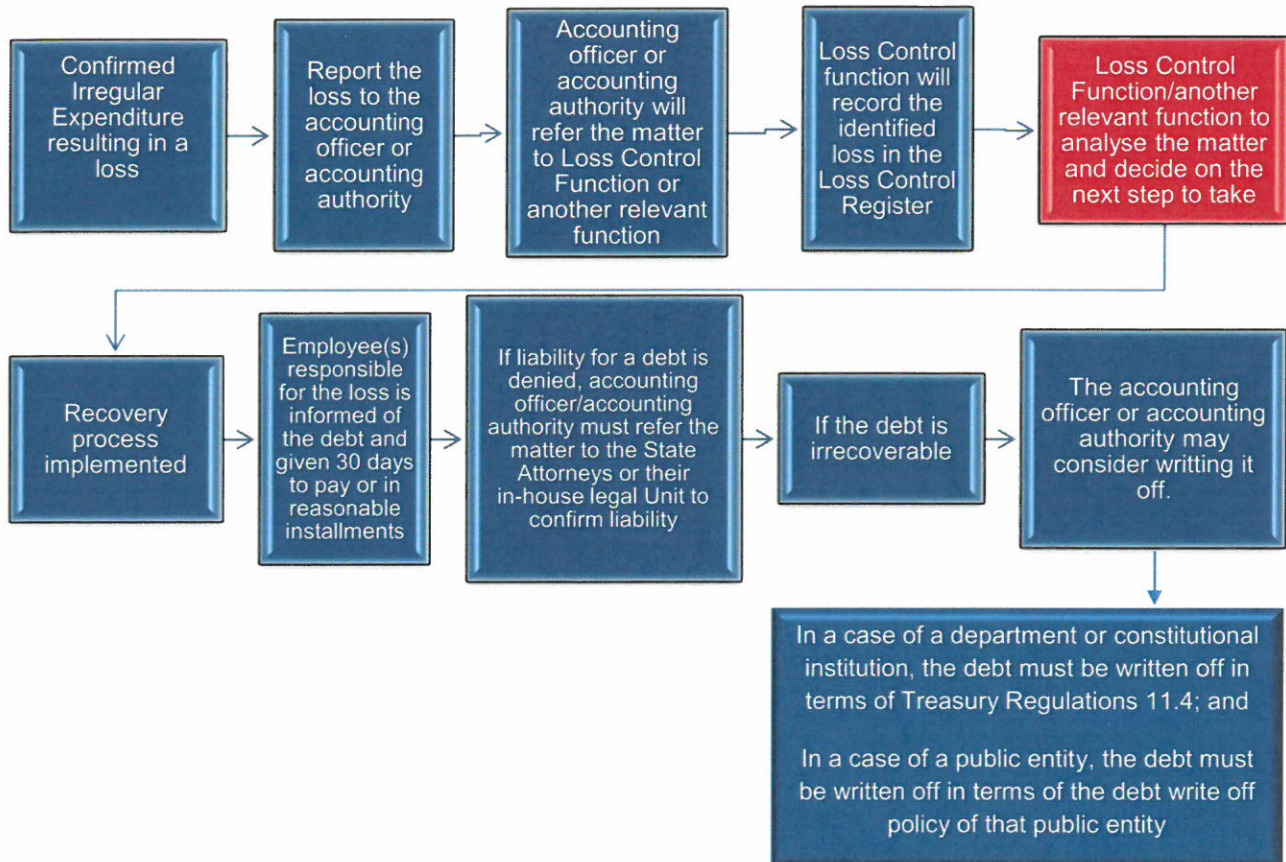 Confirmed
Irregular
Expenditure
resulting in a
loss
Report the
loss to the
accounting
officer or
accounting
authority
Accounting
officer or
accounting
authority will
refer the matter
to Loss Control
Function or
another relevant
function
Loss Control
function will
record the
identified
loss in the
Loss Control
Register
Loss Control
Function/another
relevant function to
analyse the matter
and decide on the
next step to take
Recovery
process
implemented
Employee(s)
responsible
for the loss is
informed of
the debt and
given 30 days
to pay or in
reasonable
installments
If liability for a debt is
denied, accounting
officer/accounting
authority must refer the
matter to the State
Attorneys or their
in-house legal Unit to
confirm liability
If the debt is
irrecoverable
The accounting
officer or accounting
authority may
consider writting it
off.
In a case of a department or constitutional
institution, the debt must be written off in
terms of Treasury Regulations 11.4; and
In a case of a public entity, the debt must
be written off in terms of the debt write off
policy of that public entity